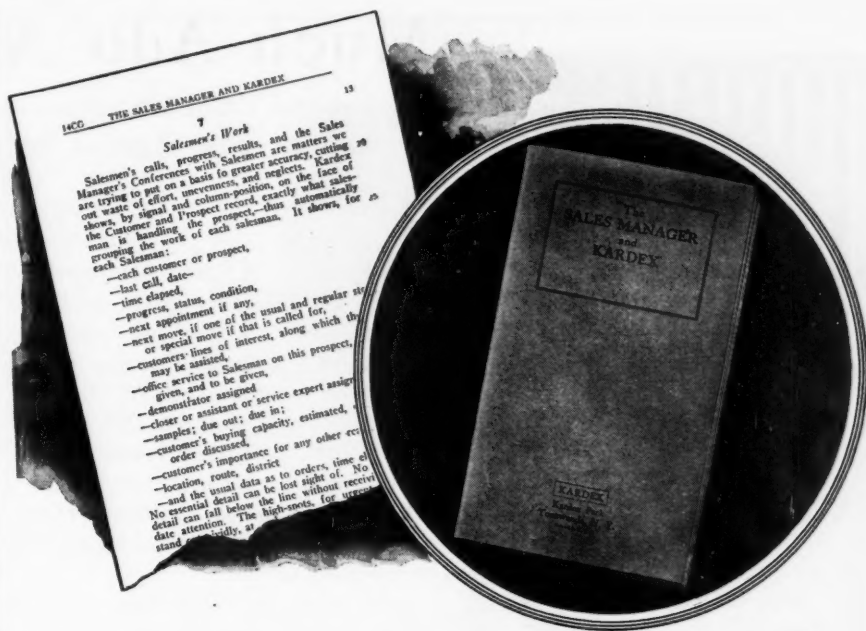 14CG THE SALES MANAGER AND KARDEX 13
7
Salesmen's Work
Salesmen's calls, progress, results, and the Sales
Manager's Conferences with Salesmen are matters we
are trying to put on a basis fo greater accuracy, cutting
out waste of effort, unevenness, and neglects. Kardex
shows, by signal and column-position, on the face of
the Customer and Prospect record, exactly what sales-
man is handling the prospect,—thus automatically
grouping the work of each salesman. It shows, for
each Salesman:
—each customer or prospect,
—last call, date—
—time elapsed,
—progress, status, condition,
—next appointment if any,
—next move, if one of the usual and regular
or special move if that is called for,
—customers' lines of interest, along which
may be assisted,
—office service to Salesman on this prospect,
given, and to be given,
—demonstrator assigned
—closer or assistant or service expert
—samples; due out; due in;
—customer's buying capacity, estimated,
order discussed,
—customer's importance for any other
—location, route, district
—and the usual data as to orders, time
No essential detail can be lost sight of. No
detail can fall below the line without
date attention. The high-spots, for
stand
The
SALES MANAGER
and
KARDEX
KARDEX